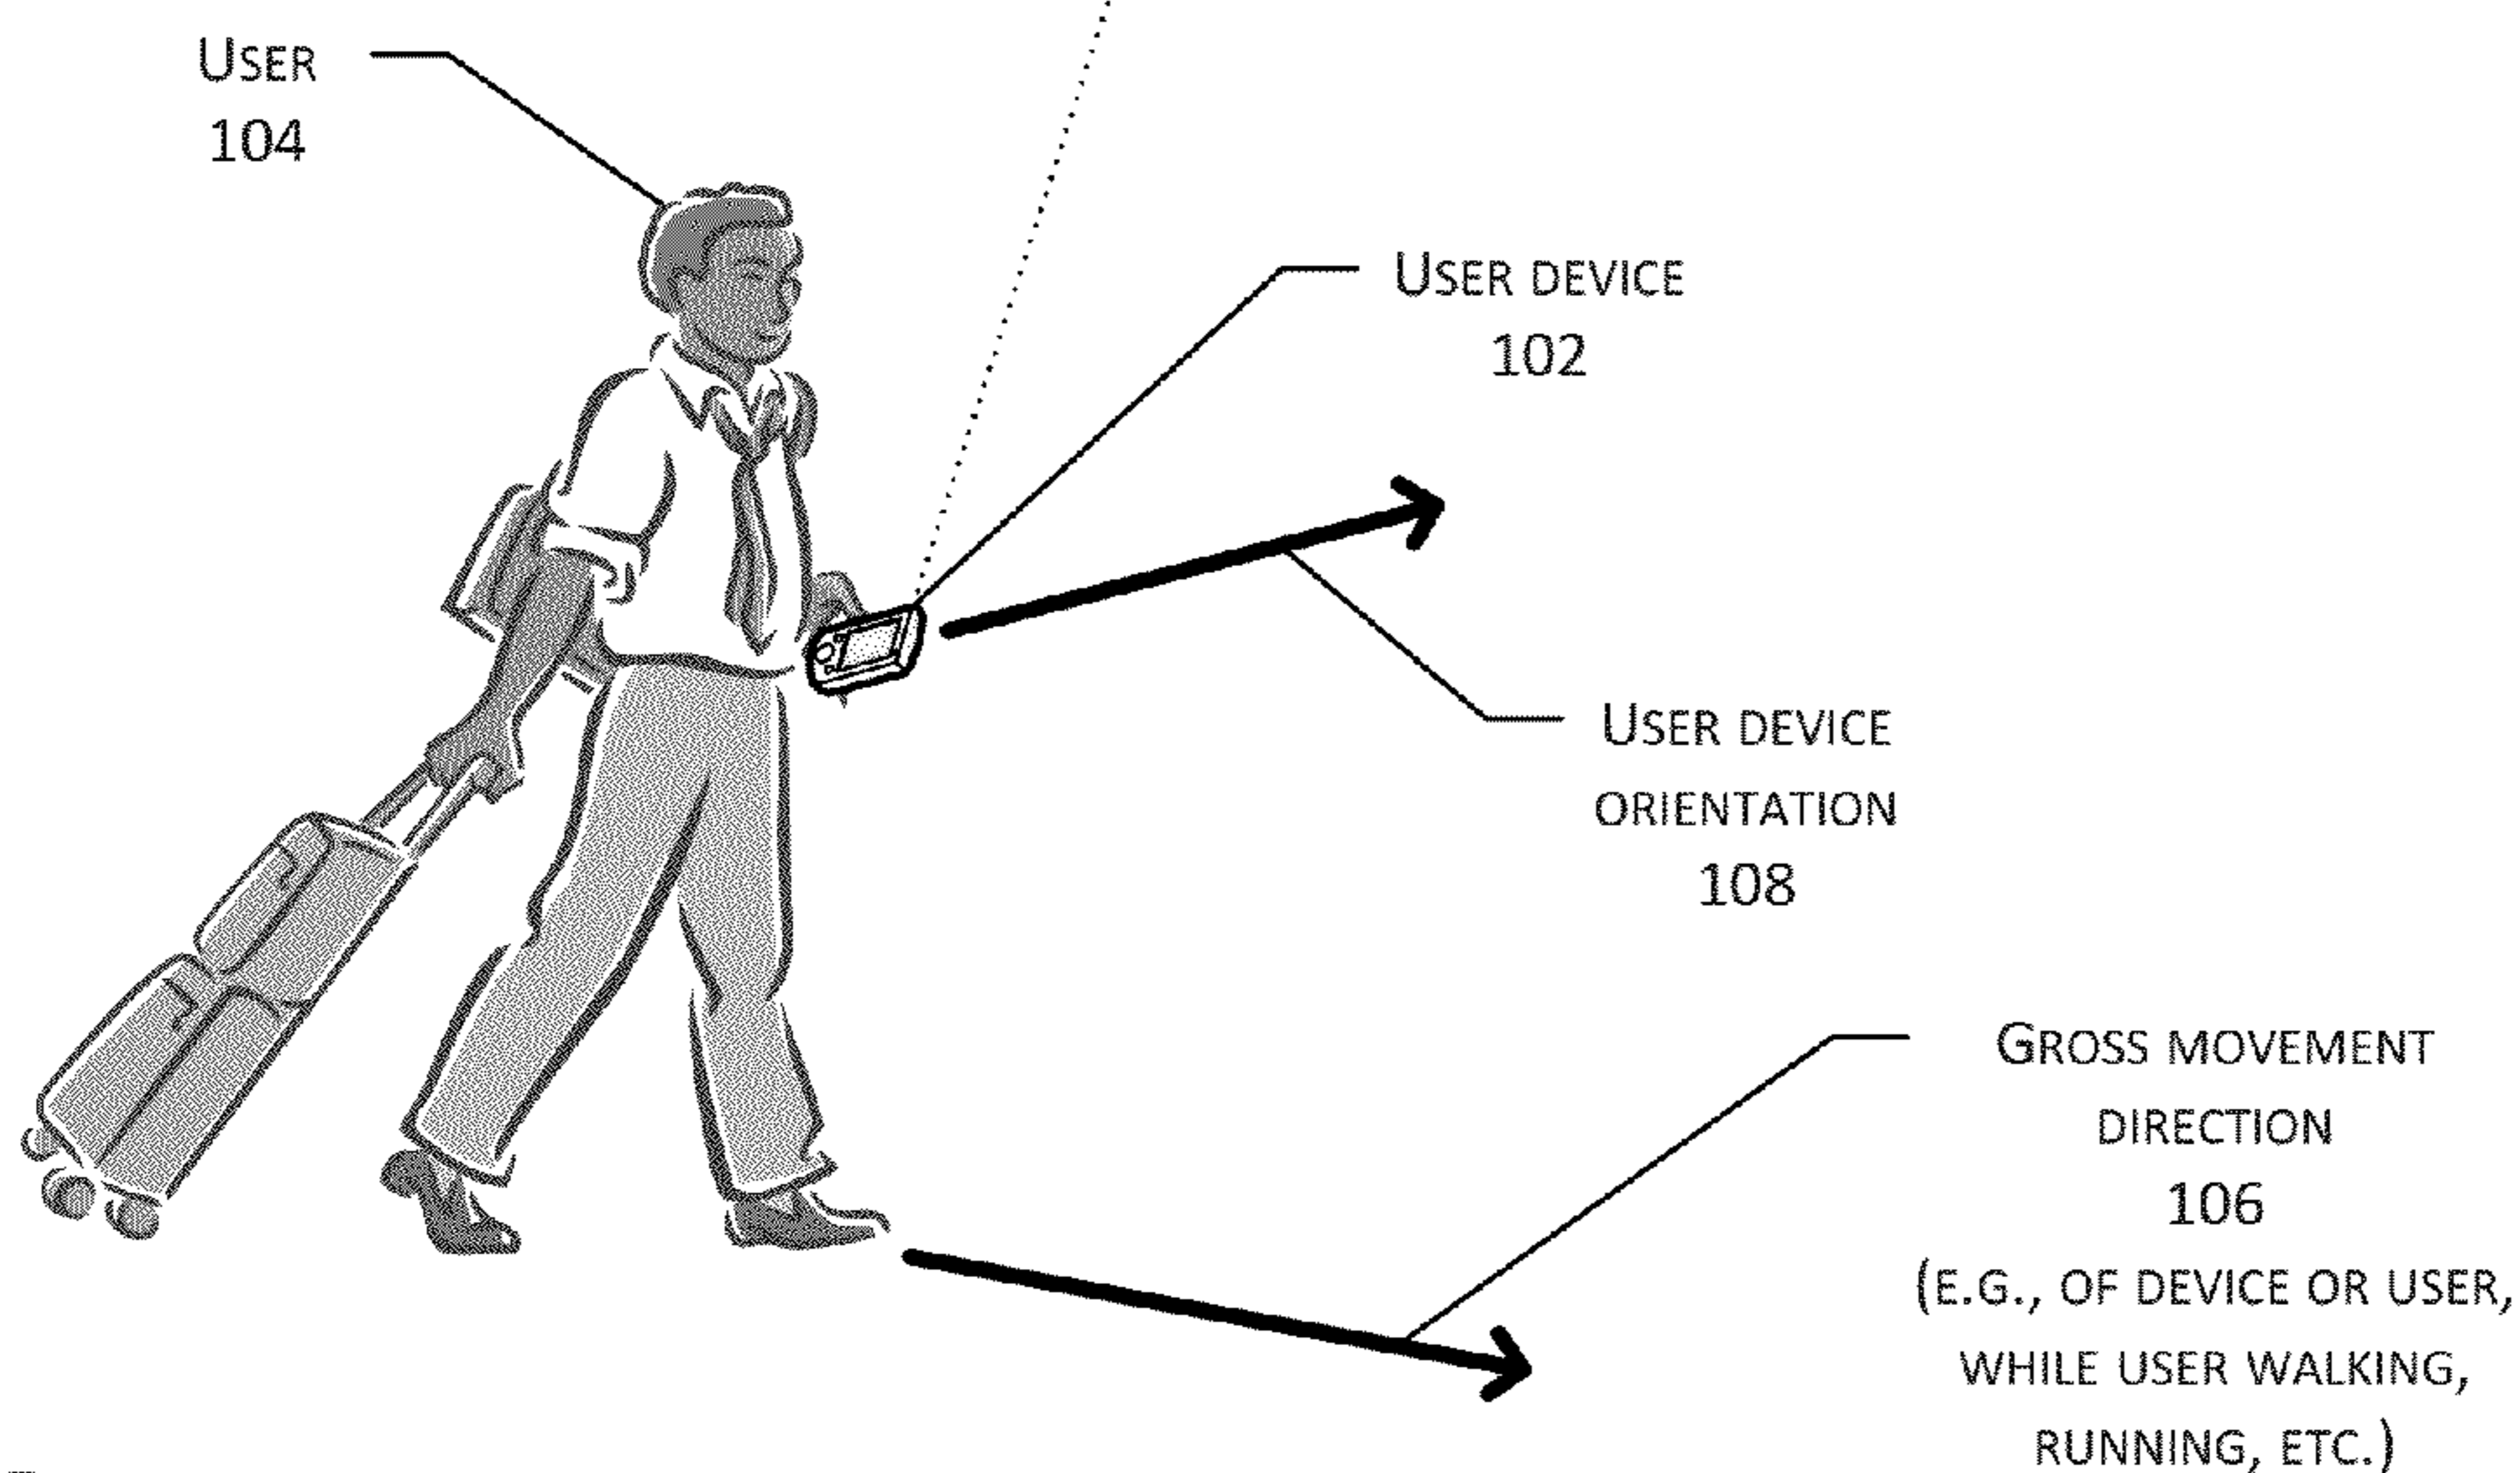 USER
104
USER DEVICE
102
USER DEVICE
ORIENTATION
108
GROSS MOVEMENT
DIRECTION
106
(E.G., OF DEVICE OR USER,
WHILE USER WALKING,
RUNNING, ETC.)